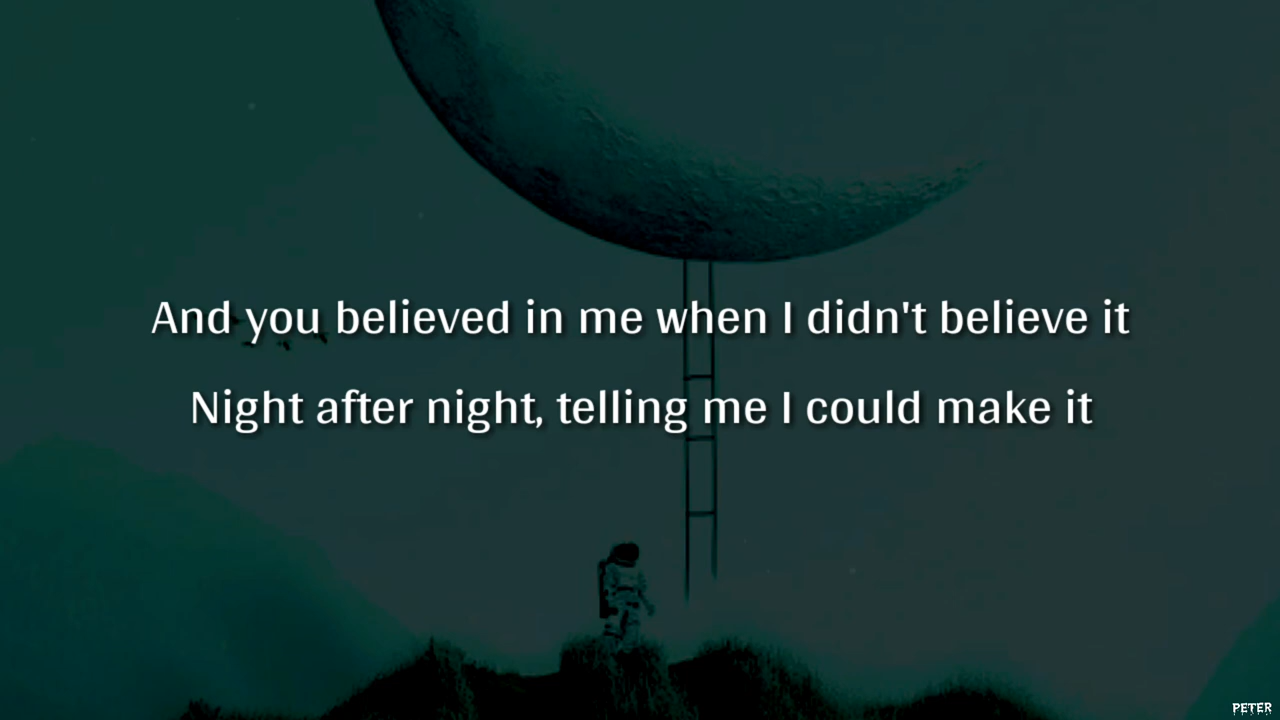 And you believed in me when I didn't believe it
Night after night, telling me I could make it
PETER